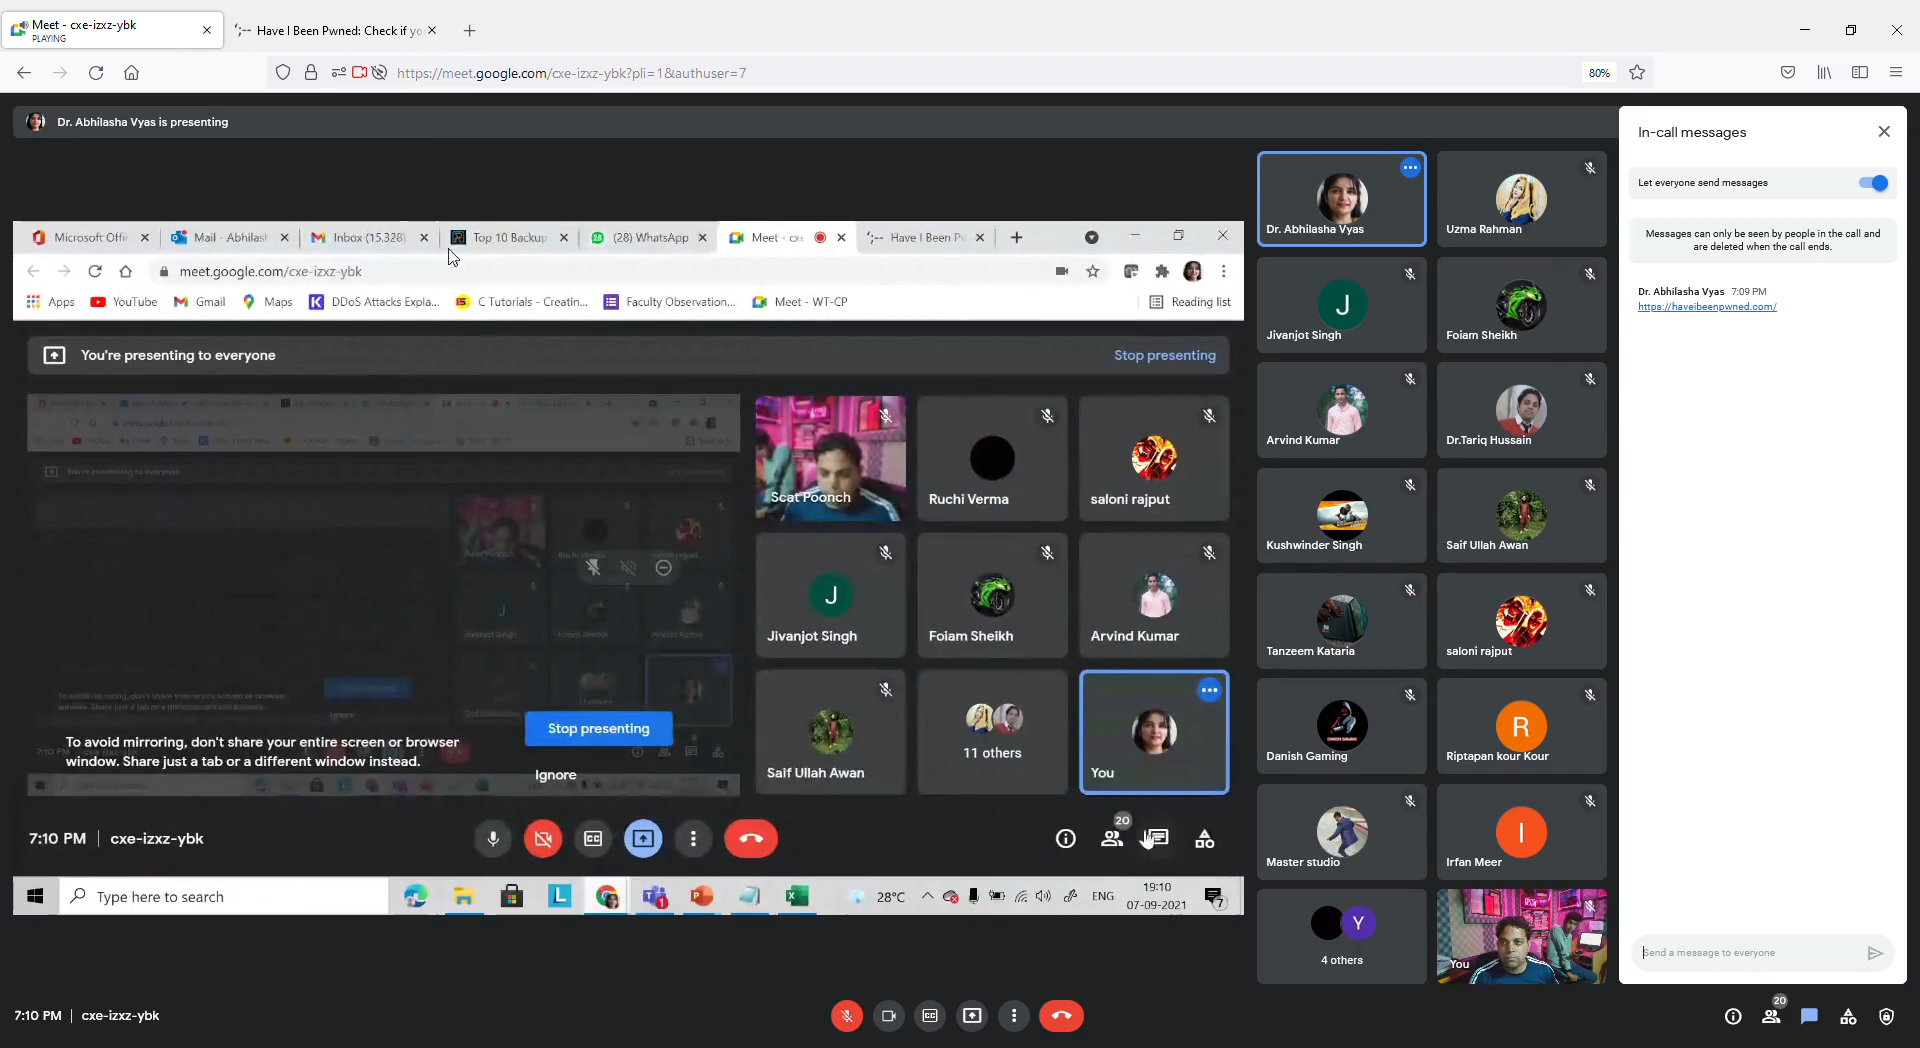 Meet - cxe-izxz-ybk
PLAYING
Have I Been Pwned: Check if yo
https://meet.google.com/cxe-izxz-ybk?pli=1&authuser=7
80%
Dr. Abhilasha Vyas is presenting
Microsoft Offi
Mail - Abhilash
Inbox (15,328)
Top 10 Backup
(28) WhatsApp
Meet - cxe
Have I Been Pw
meet.google.com/cxe-izxz-ybk
Apps
YouTube
Gmail
Maps
DDoS Attacks Expla...
C Tutorials - Creatin...
Faculty Observation...
Meet - WT-CP
Reading list
You're presenting to everyone
Stop presenting
Scat Poonch
Ruchi Verma
saloni rajput
J
Jivanjot Singh
Foiam Sheikh
Arvind Kumar
Saif Ullah Awan
11 others
You
To avoid mirroring, don't share your entire screen or browser
window. Share just a tab or a different window instead.
Stop presenting
Ignore
7:10 PM | cxe-izxz-ybk
20
Type here to search
28°C
ENG
19:10
07-09-2021
7
Dr. Abhilasha Vyas
Uzma Rahman
J
Jivanjot Singh
Foiam Sheikh
Arvind Kumar
Dr.Tariq Hussain
Kushwinder Singh
Saif Ullah Awan
Tanzeem Kataria
saloni rajput
Danish Gaming
R
Riptapan kour Kour
Master studio
I
Irfan Meer
Y
4 others
You
In-call messages
Let everyone send messages
Messages can only be seen by people in the call and
are deleted when the call ends.
Dr. Abhilasha Vyas 7:09 PM
https://haveibeenpwned.com/
Send a message to everyone
7:10 PM | cxe-izxz-ybk
20